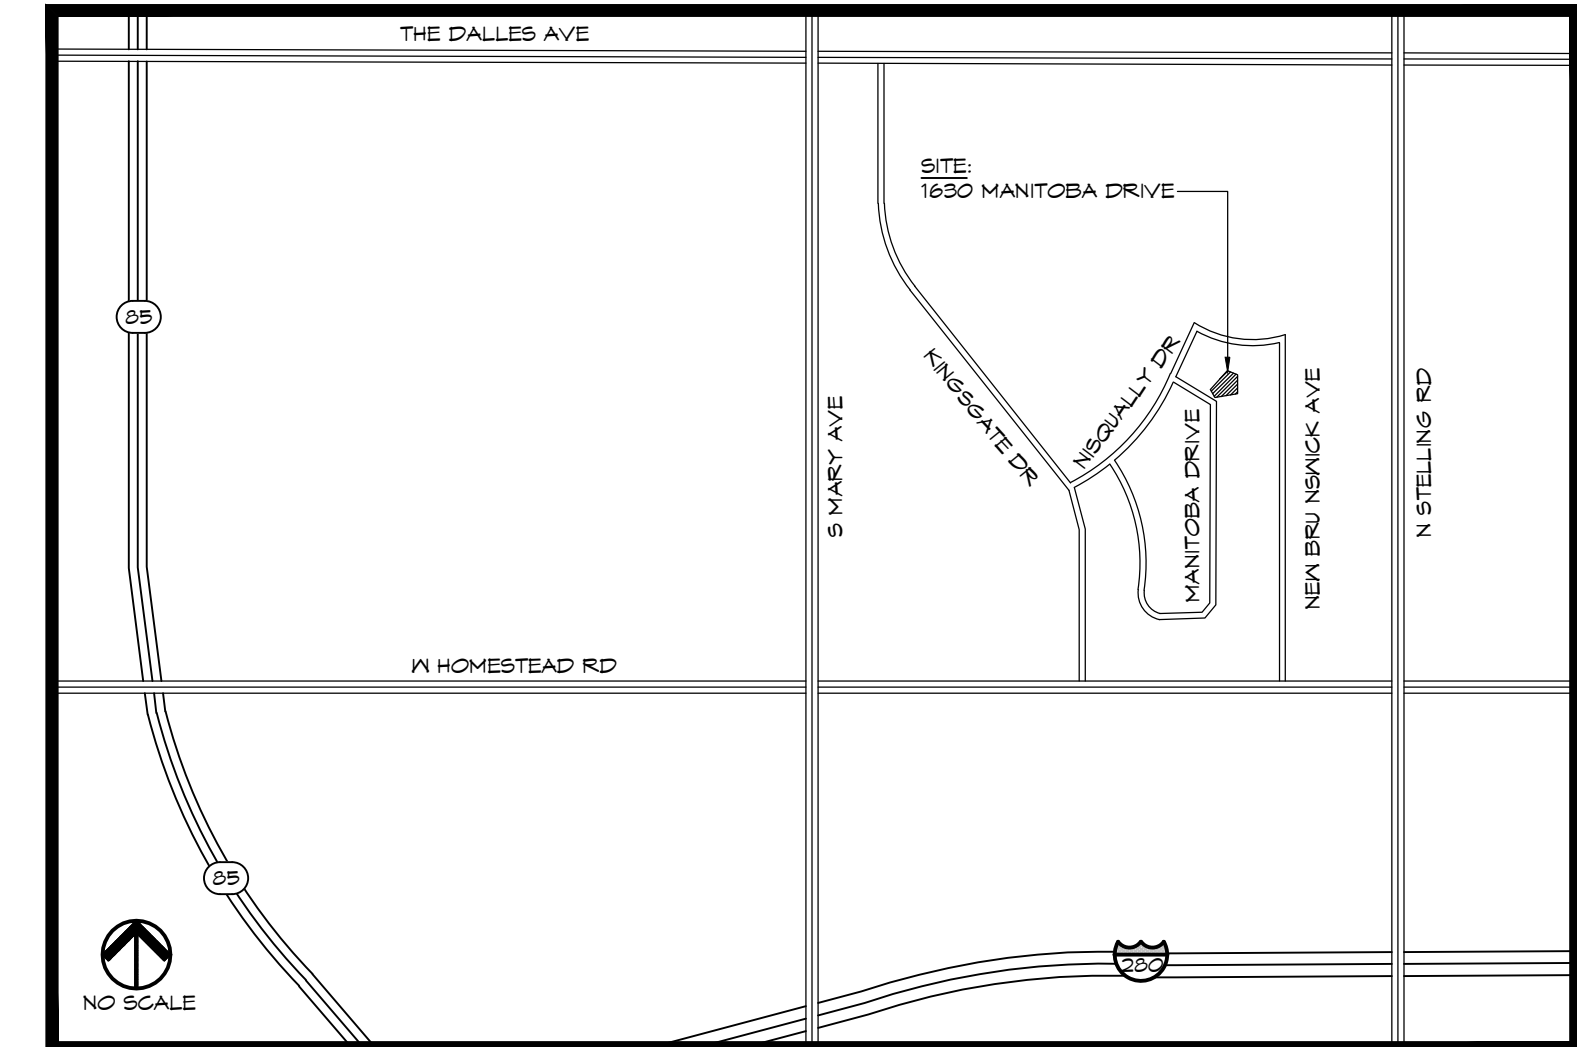 THE DALLES AVE
SITE:
1630 MANITOBA DRIVE
85
KINGSGATE DR
NISQUALLY DR
S MARY AVE
MANITOBA DRIVE
NEW BRU NSWICK AVE
N STELLING RD
W HOMESTEAD RD
85
280
NO SCALE